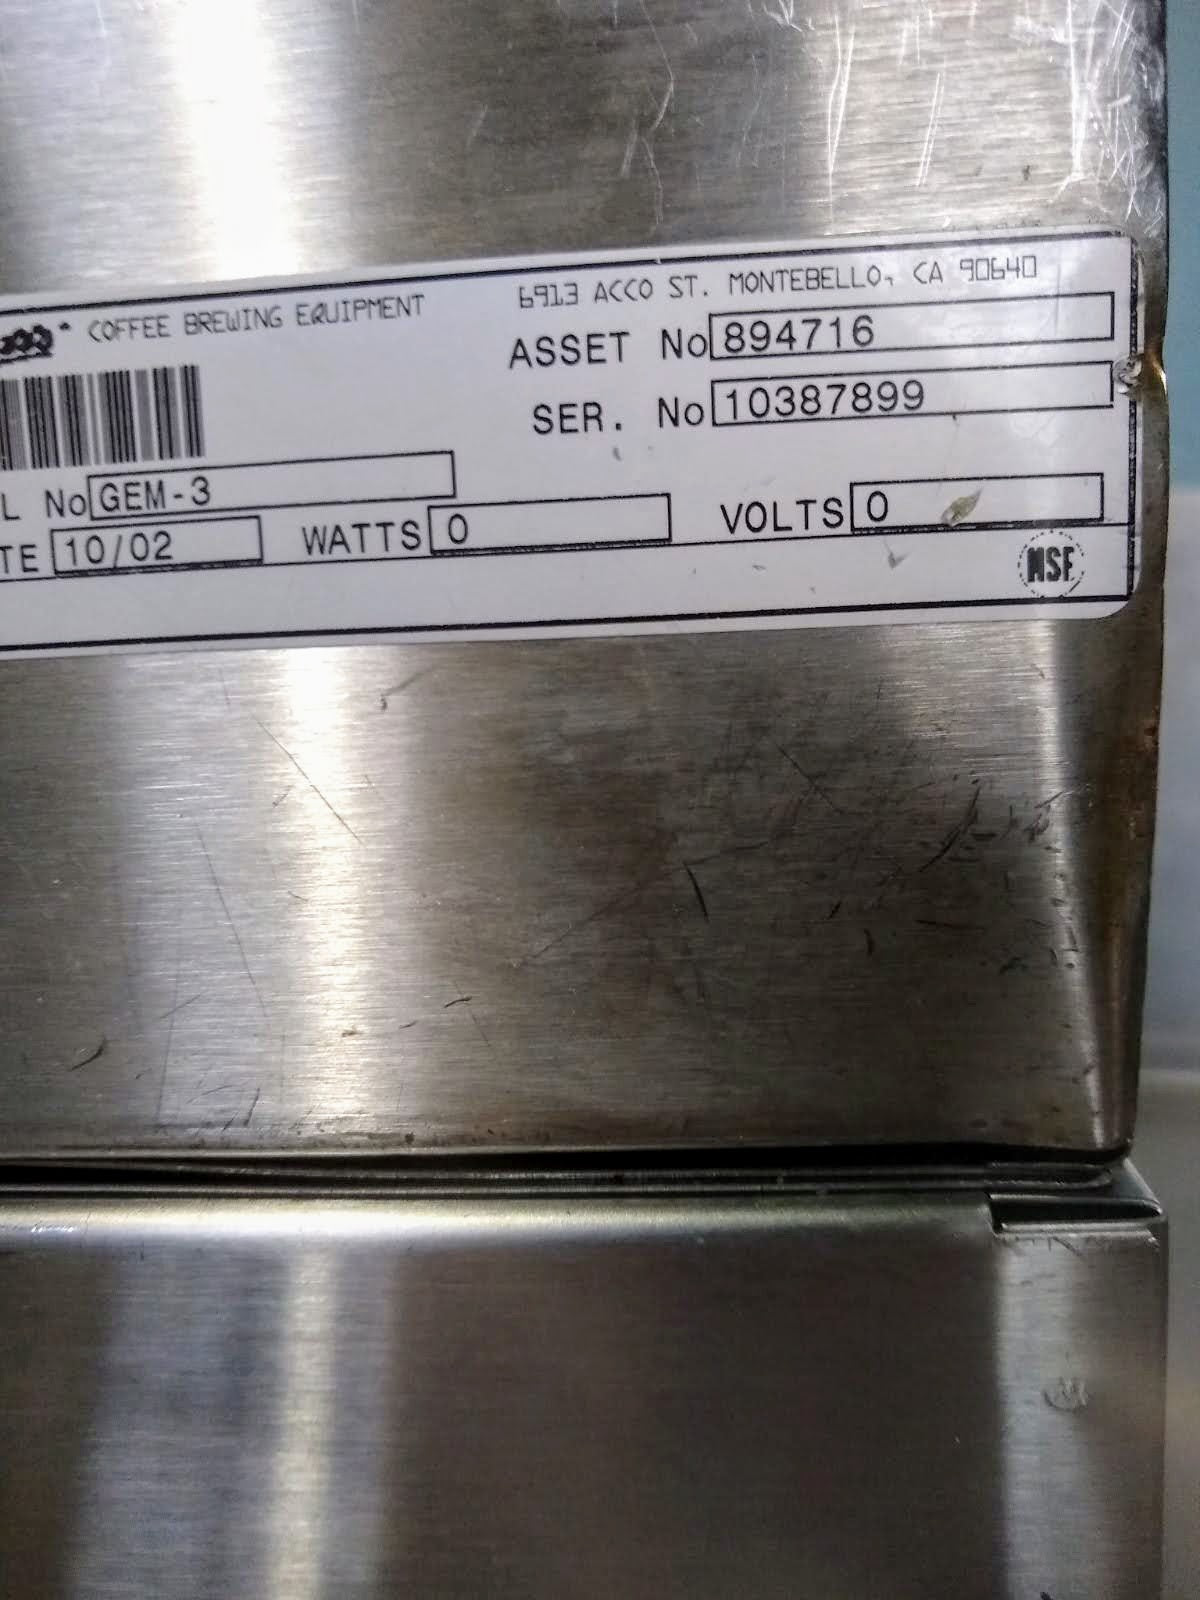 COFFEE BREWING EQUIPMENT 6913 ACCO ST. MONTEBELLO, CA 90640
ASSET No 894716
SER. No 10387899
L No GEM-3
TE 10/02 WATTS 0 VOLTS 0
NSF